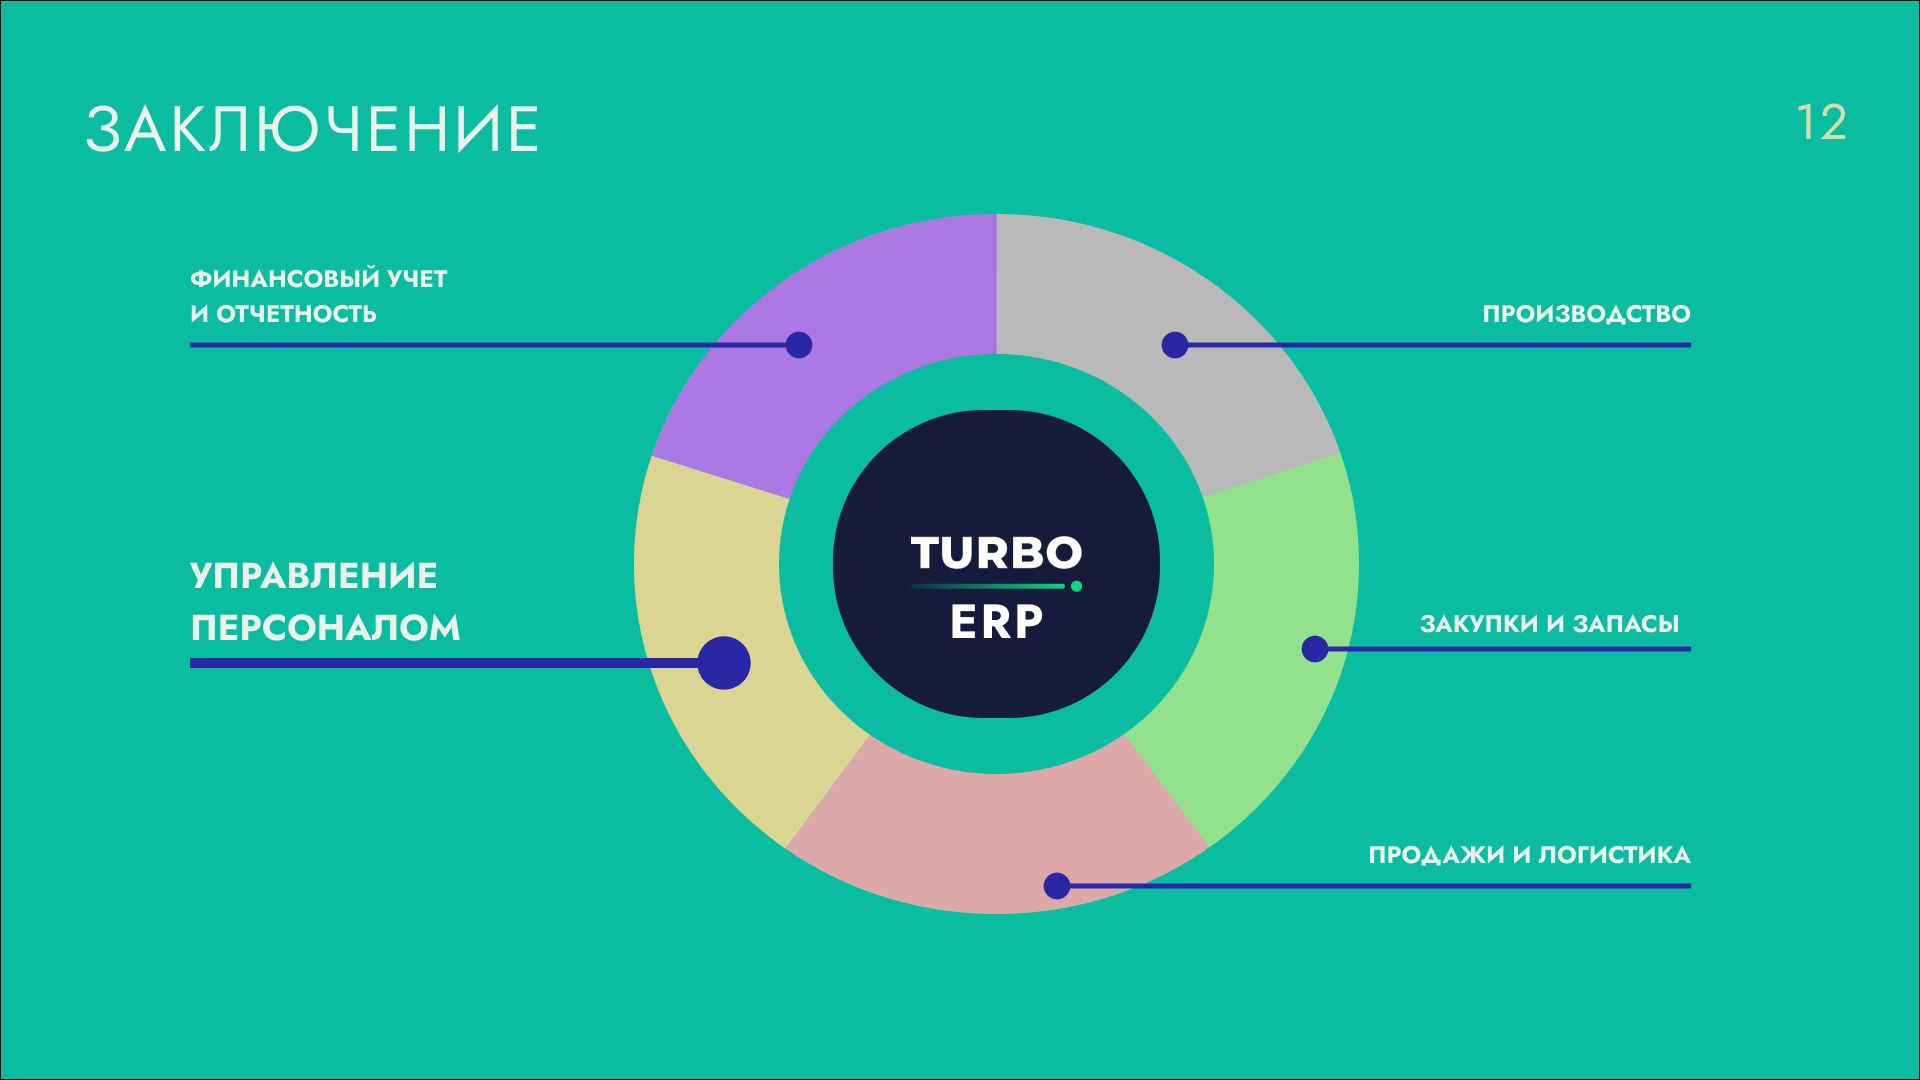 ЗАКЛЮЧЕНИЕ
12
ФИНАНСОВЫЙ УЧЕТ
И ОТЧЕТНОСТЬ
ПРОИЗВОДСТВО
УПРАВЛЕНИЕ
ПЕРСОНАЛОМ
TURBO
ERP
ЗАКУПКИ И ЗАПАСЫ
ПРОДАЖИ И ЛОГИСТИКА